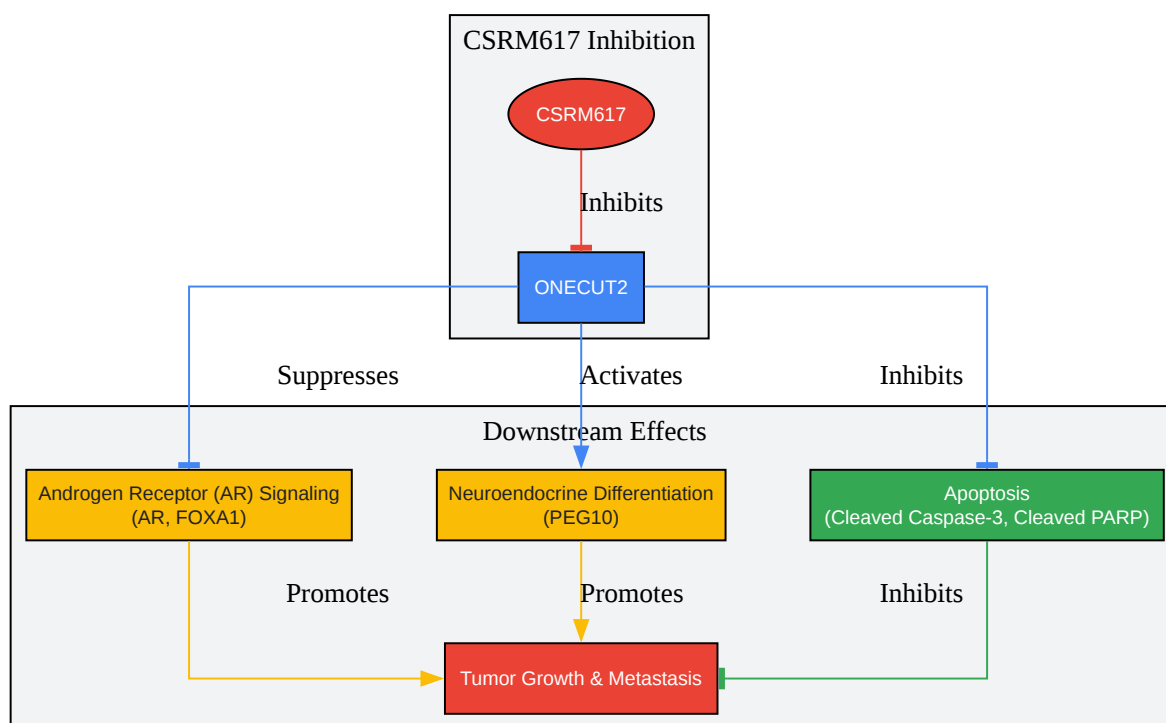 CSRM617 Inhibition
CSRM617
Inhibits
ONECUT2
Suppresses
Activates
Inhibits
Downstream Effects
Androgen Receptor (AR) Signaling
(AR, FOXA1)
Neuroendocrine Differentiation
(PEG10)
Apoptosis
(Cleaved Caspase-3, Cleaved PARP)
Promotes
Promotes
Inhibits
Tumor Growth & Metastasis